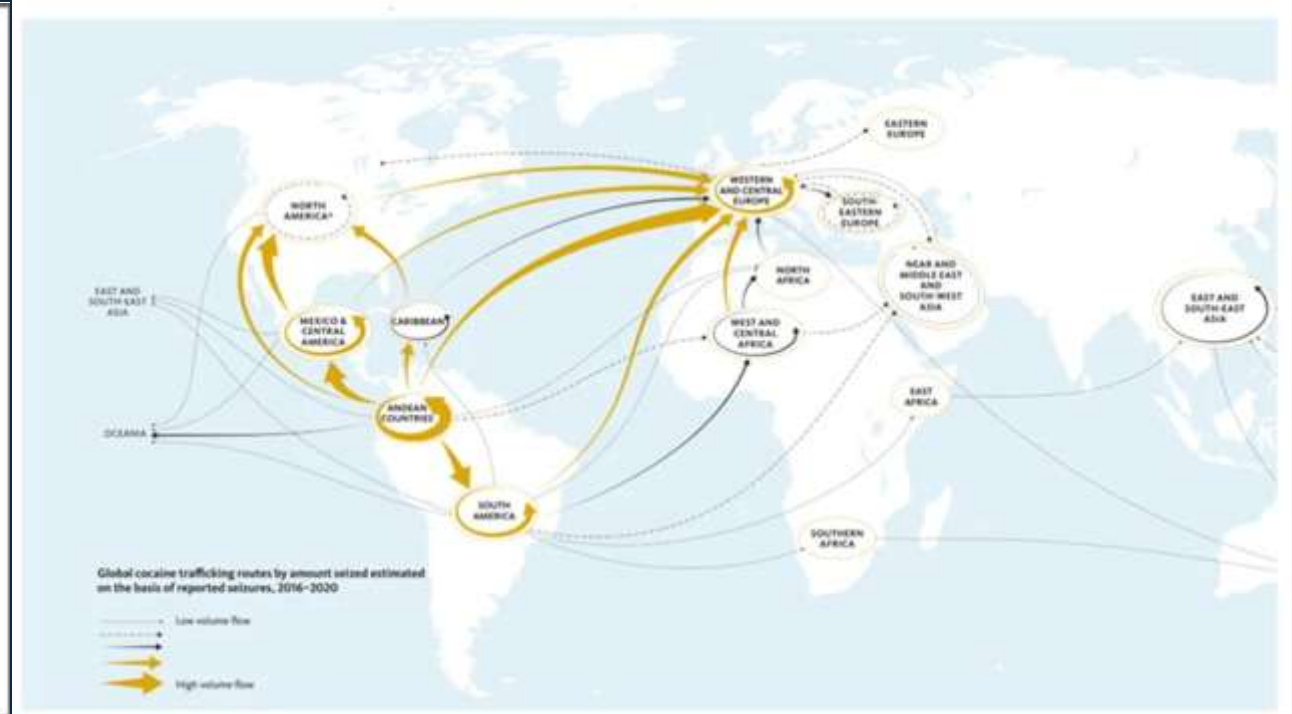 EASTERN
EUROPE
WESTERN
AND CENTRAL
EUROPE
SOUTH-
EASTERN
EUROPE
NORTH
AMERICA*
NEAR AND
MIDDLE EAST
AND
SOUTH-WEST
ASIA
NORTH
AFRICA
EAST AND
SOUTH-EAST
ASIA
EAST AND
SOUTH-EAST
ASIA
MEXICO &
CENTRAL
AMERICA
CARIBBEAN
WEST AND
CENTRAL
AFRICA
EAST
AFRICA
ANDEAN
COUNTRIES
OCEANIA
SOUTH
AMERICA
SOUTHERN
AFRICA
Global cocaine trafficking routes by amount seized estimated
on the basis of reported seizures, 2016–2020
Low volume flow
High volume flow